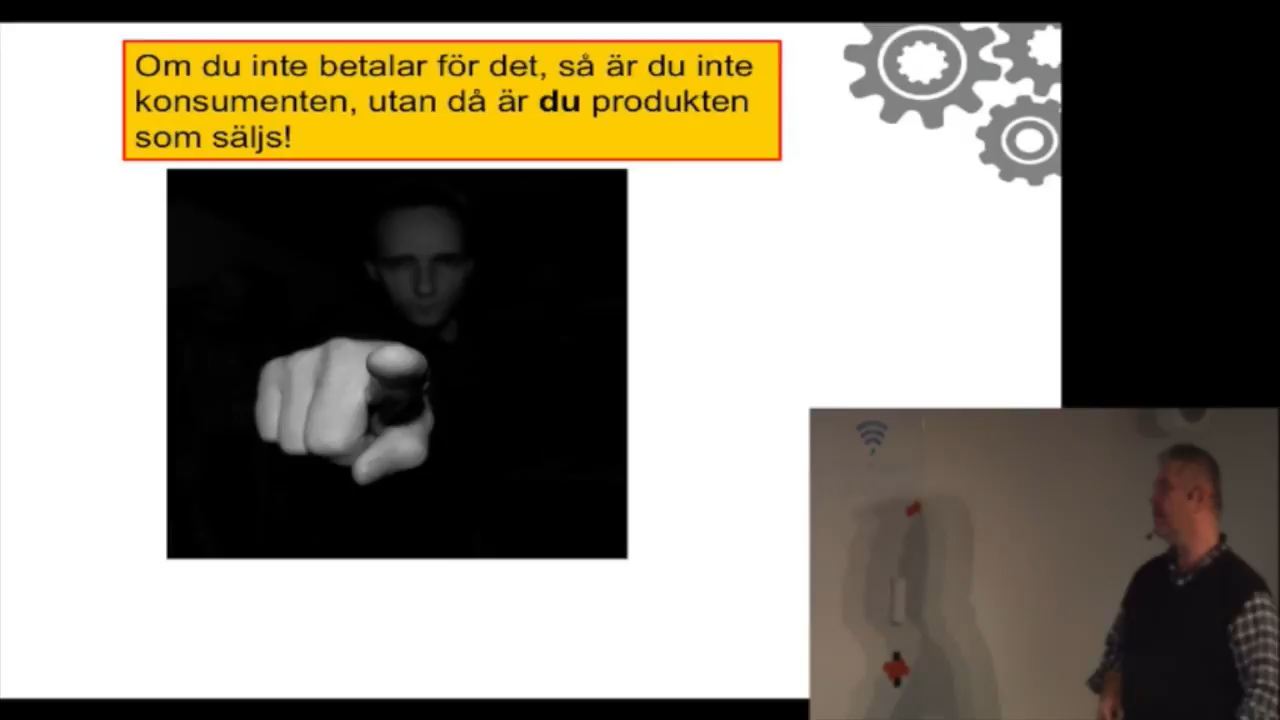 Om du inte betalar för det, så är du inte
konsumenten, utan då är du produkten
som säljs!